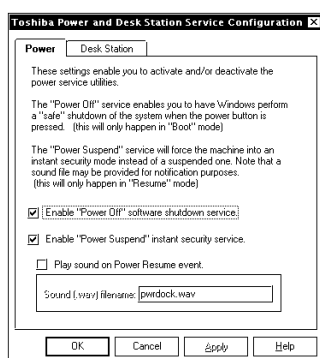 Toshiba Power and Desk Station Service Configuration
Power
Desk Station
These settings enable you to activate and/or deactivate the
power service utilities.
The "Power Off" service enables you to have Windows perform
a "safe" shutdown of the system when the power button is
pressed. (this will only happen in "Boot" mode)
The "Power Suspend" service will force the machine into an
instant security mode instead of a suspended one. Note that a
sound file may be provided for notification purposes.
(this will only happen in "Resume" mode)
Enable "Power Off" software shutdown service.
Enable "Power Suspend" instant security service.
Play sound on Power Resume event.
Sound (.wav) filename: pwrdock.wav
OK
Cancel
Apply
Help